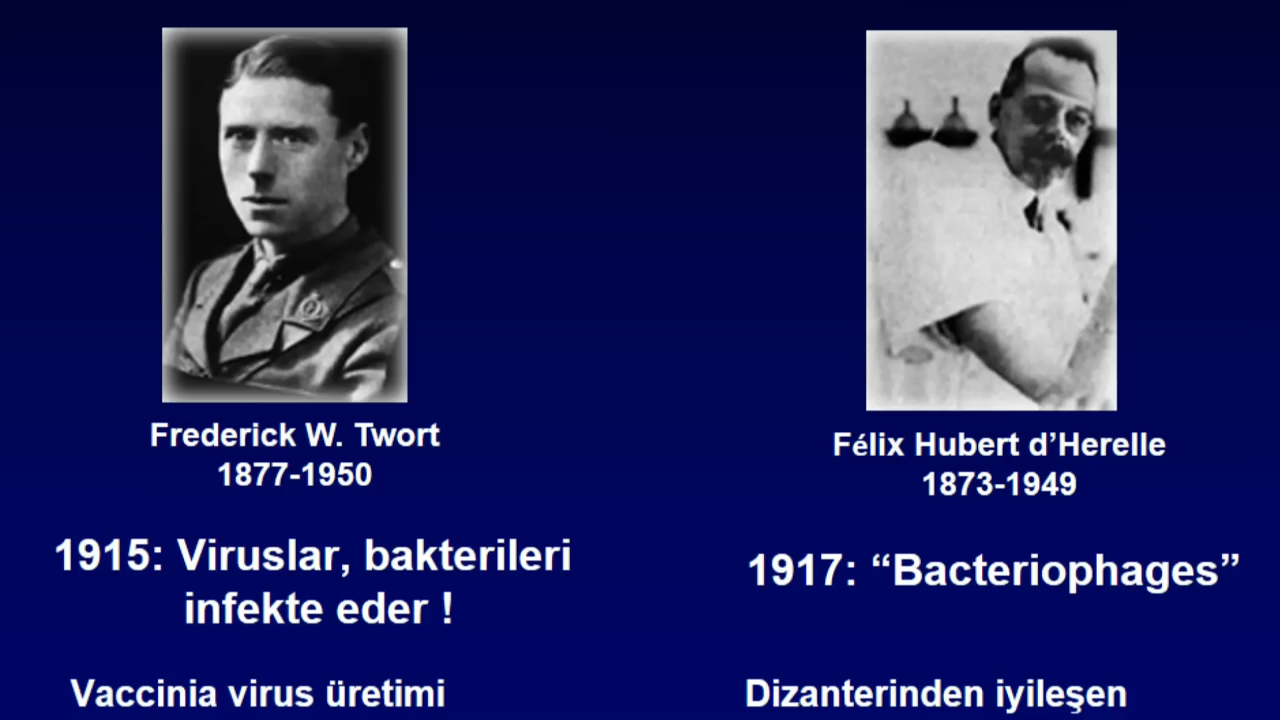 Frederick W. Twort
1877-1950
1915: Viruslar, bakterileri
infekte eder !
Vaccinia virus üretimi
Félix Hubert d’Herelle
1873-1949
1917: “Bacteriophages”
Dizanterinden iyileşen